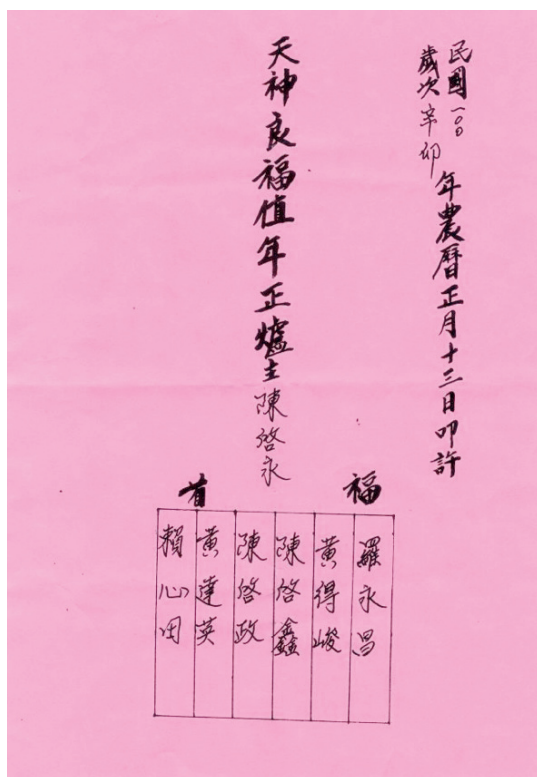 民國一〇〇
歲次辛卯
年農曆正月十三日叩許
天神良福值年正爐主陳啓永
福首
羅永昌
黃得峻
陳啓鑫
陳啓政
黃達英
賴心田